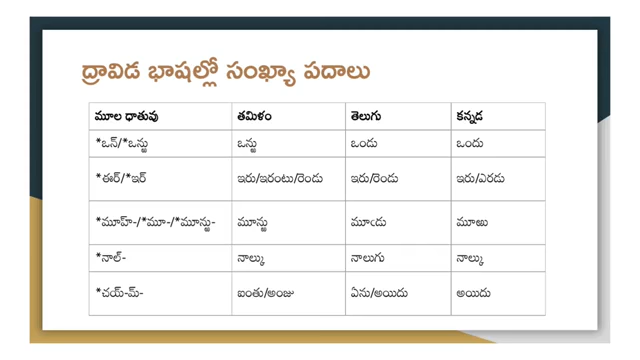 ద్రావిడ భాషల్లో సంఖ్యా పదాలు
మూల ధాతువు తమిళం తెలుగు కన్నడ
*ఒన్/*ఒన్ఱు ఒన్ఱు ఒండు ఒందు
*ఈర్/*ఇర్ ఇరు/ఇరంటు/రెండు ఇరు/రెండు ఇరు/ఎరడు
*మూహ్-/*మూ-/*మూన్ఱు- మూన్ఱు మూఁడు మూఱు
*నాల్- నాల్కు నాలుగు నాల్కు
*చయ్-మ్- ఐంతు/అంజు ఏను/అయిదు అయిదు